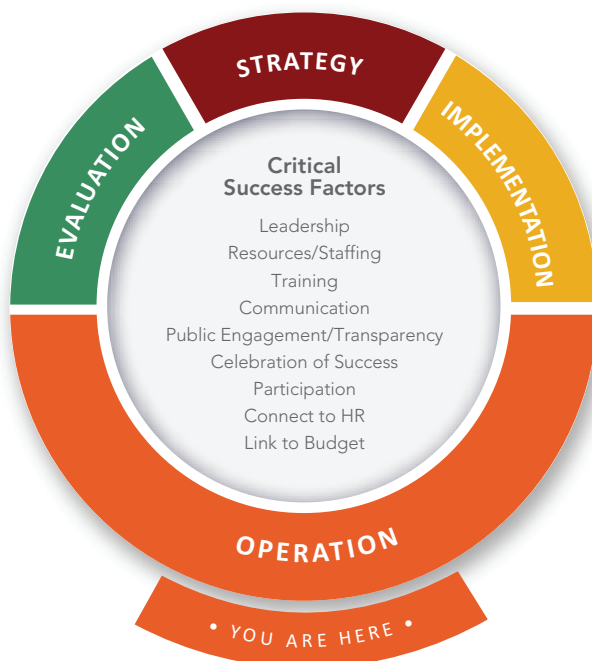 STRATEGY
EVALUATION
IMPLEMENTATION
Critical
Success Factors
Leadership
Resources/Staffing
Training
Communication
Public Engagement/Transparency
Celebration of Success
Participation
Connect to HR
Link to Budget
OPERATION
• YOU ARE HERE •